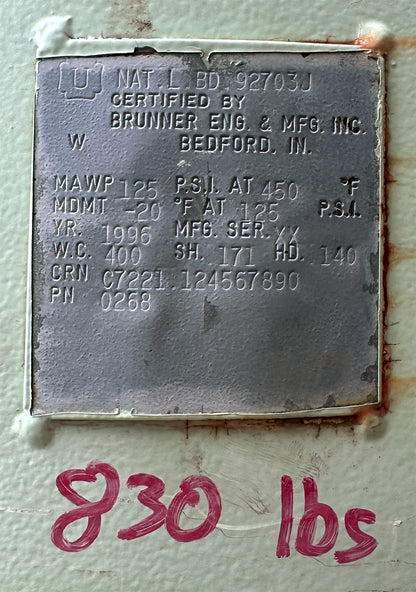 U NAT'L. BD. 92703J
CERTIFIED BY
BRUNNER ENG. & MFG. INC.
W BEDFORD, IN.
MAWP 125 P.S.I. AT 450 °F
MDMT -20 °F AT 125 P.S.I.
YR. 1996 MFG. SER. XX
W.C. 400 SH. 171 HD. 140
CRN C7221.124567890
PN 0268
830 lbs